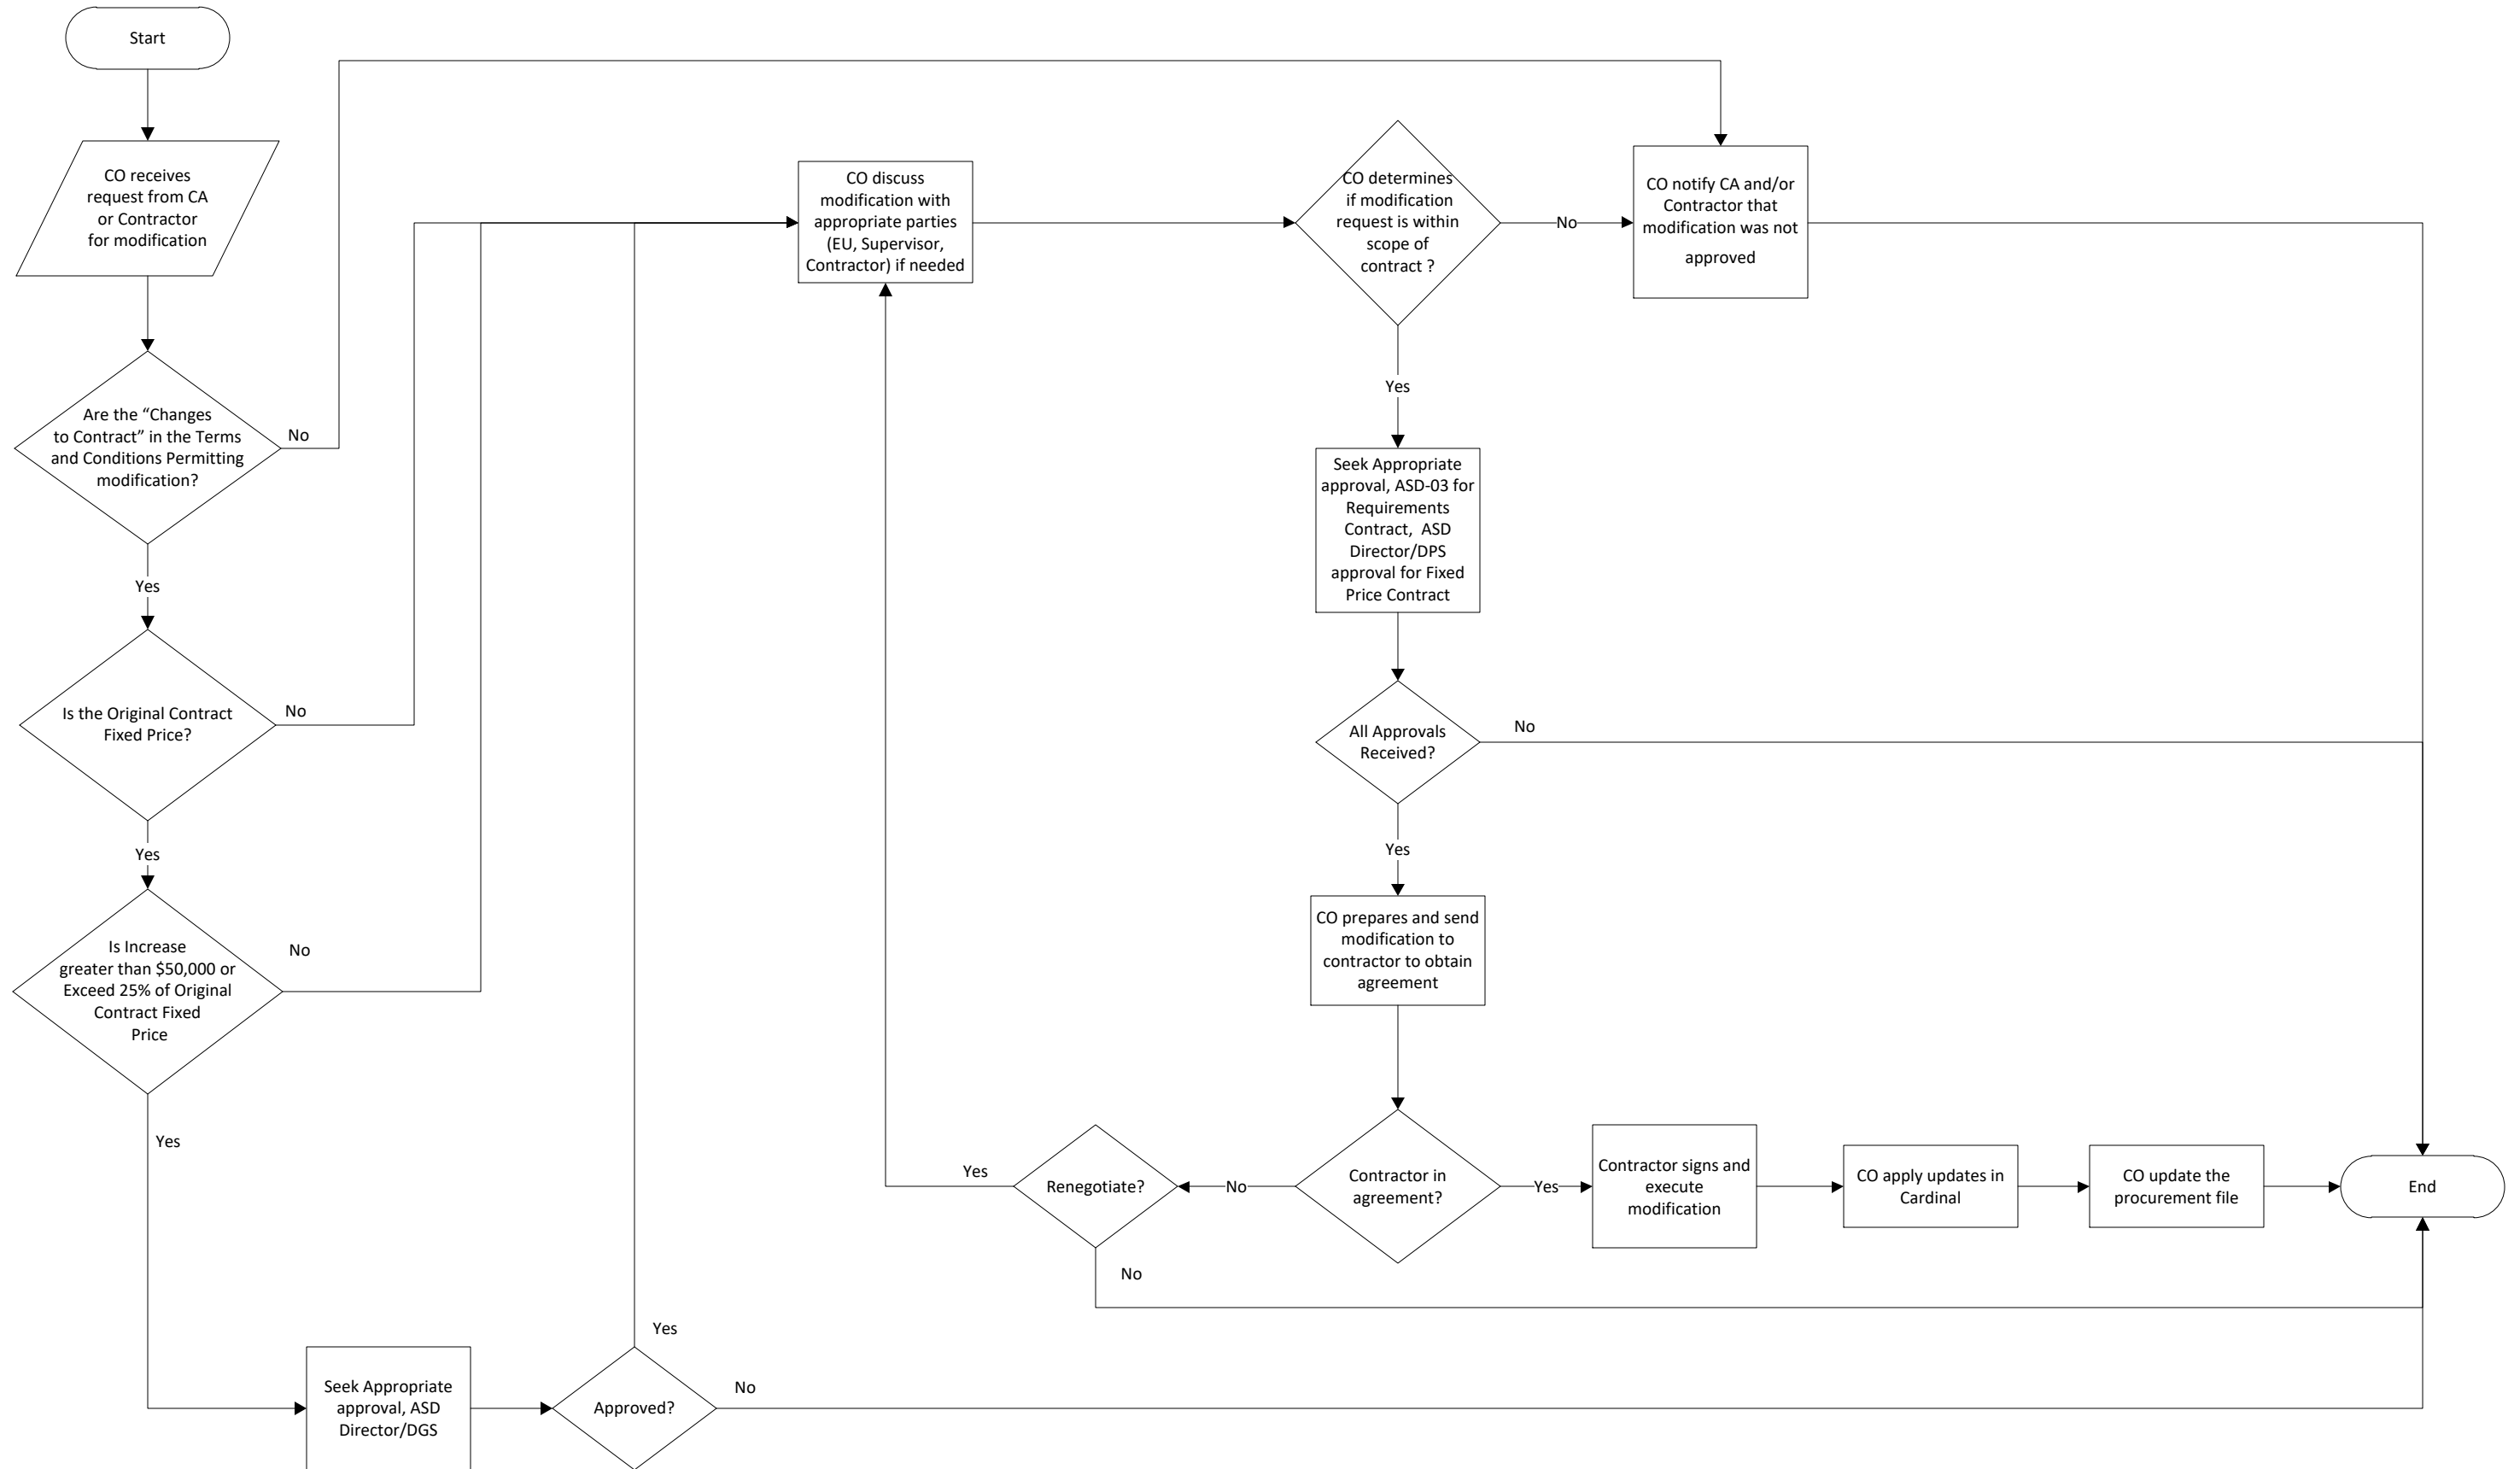 Start
CO receives
request from CA
or Contractor
for modification
Are the “Changes
to Contract” in the Terms
and Conditions Permitting
modification?
No
Yes
Is the Original Contract
Fixed Price?
No
Yes
Is Increase
greater than $50,000 or
Exceed 25% of Original
Contract Fixed
Price
No
Yes
Seek Appropriate
approval, ASD
Director/DGS
Approved?
Yes
No
CO discuss
modification with
appropriate parties
(EU, Supervisor,
Contractor) if needed
CO determines
if modification
request is within
scope of
contract ?
No
CO notify CA and/or
Contractor that
modification was not
approved
Yes
Seek Appropriate
approval, ASD-03 for
Requirements
Contract, ASD
Director/DPS
approval for Fixed
Price Contract
All Approvals
Received?
No
Yes
CO prepares and send
modification to
contractor to obtain
agreement
Contractor in
agreement?
No
Renegotiate?
Yes
No
Yes
Contractor signs and
execute
modification
CO apply updates in
Cardinal
CO update the
procurement file
End